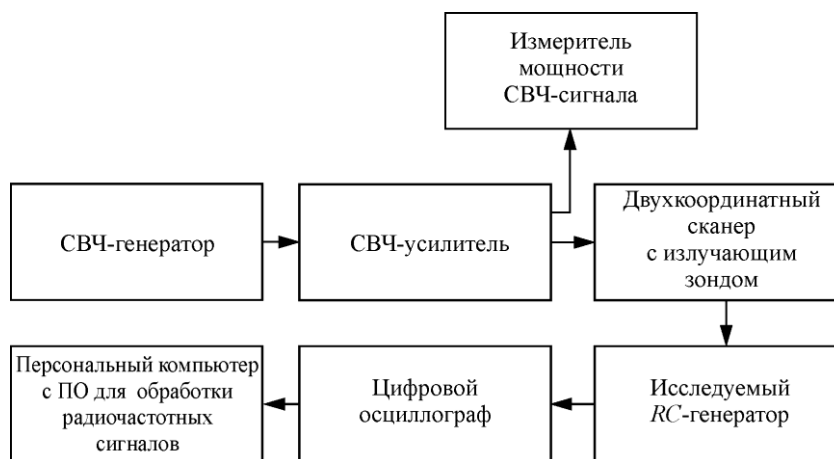 Измеритель
мощности
СВЧ-сигнала
СВЧ-генератор
СВЧ-усилитель
Двухкоординатный
сканер
с излучающим
зондом
Персональный компьютер
с ПО для обработки
радиочастотных
сигналов
Цифровой
осциллограф
Исследуемый
RC-генератор